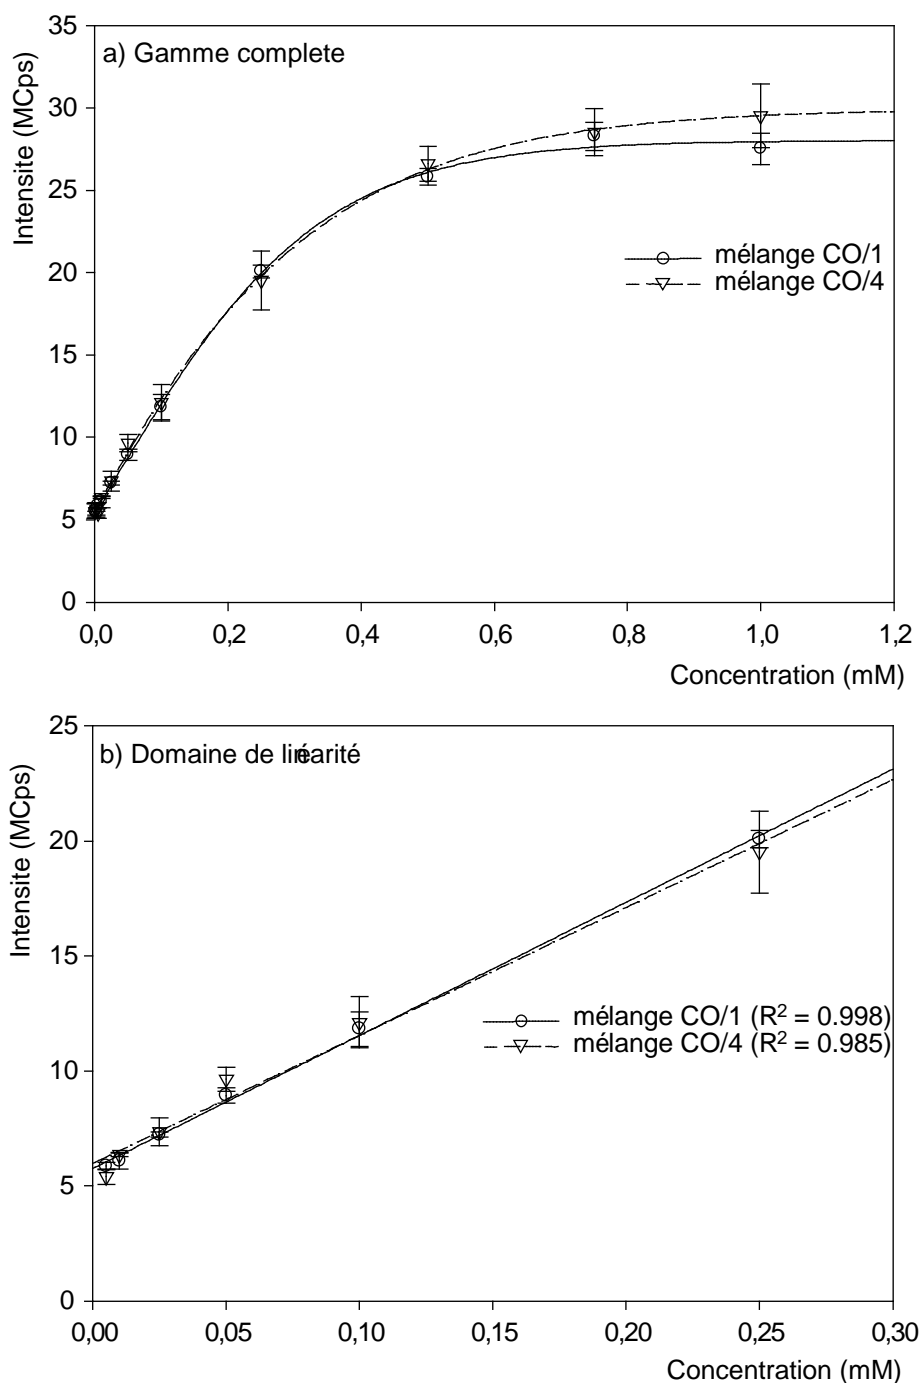 35
a) Gamme complete
30
25
20
15
10
5
0
Intensite (MCps)
mélange CO/1
mélange CO/4
0,0 0,2 0,4 0,6 0,8 1,0 1,2
Concentration (mM)
25
b) Domaine de linéarité
20
15
10
5
0
Intensite (MCps)
mélange CO/1 (R² = 0.998)
mélange CO/4 (R² = 0.985)
0,00 0,05 0,10 0,15 0,20 0,25 0,30
Concentration (mM)